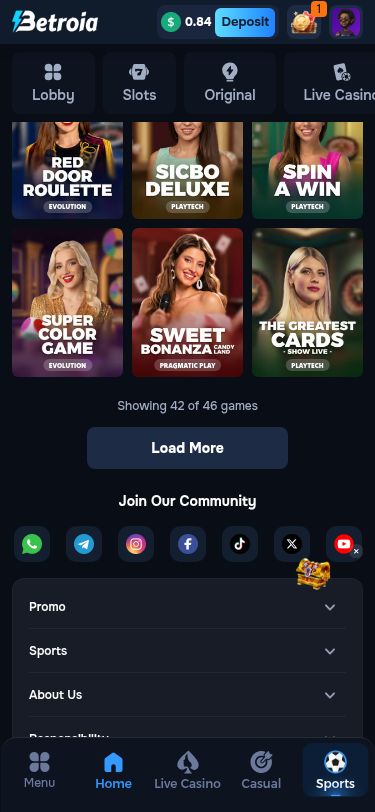 Betroia
$ 0.84 Deposit
1
Lobby
Slots
Original
Live Casino
RED
DOOR
ROULETTE
EVOLUTION
SICBO
DELUXE
PLAYTECH
SPIN
A WIN
PLAYTECH
SUPER
COLOR
GAME
EVOLUTION
SWEET
BONANZA CANDY
LAND
PRAGMATIC PLAY
THE GREATEST
CARDS
- SHOW LIVE -
PLAYTECH
Showing 42 of 46 games
Load More
Join Our Community
Promo
Sports
About Us
Responsibility
Menu
Home
Live Casino
Casual
Sports